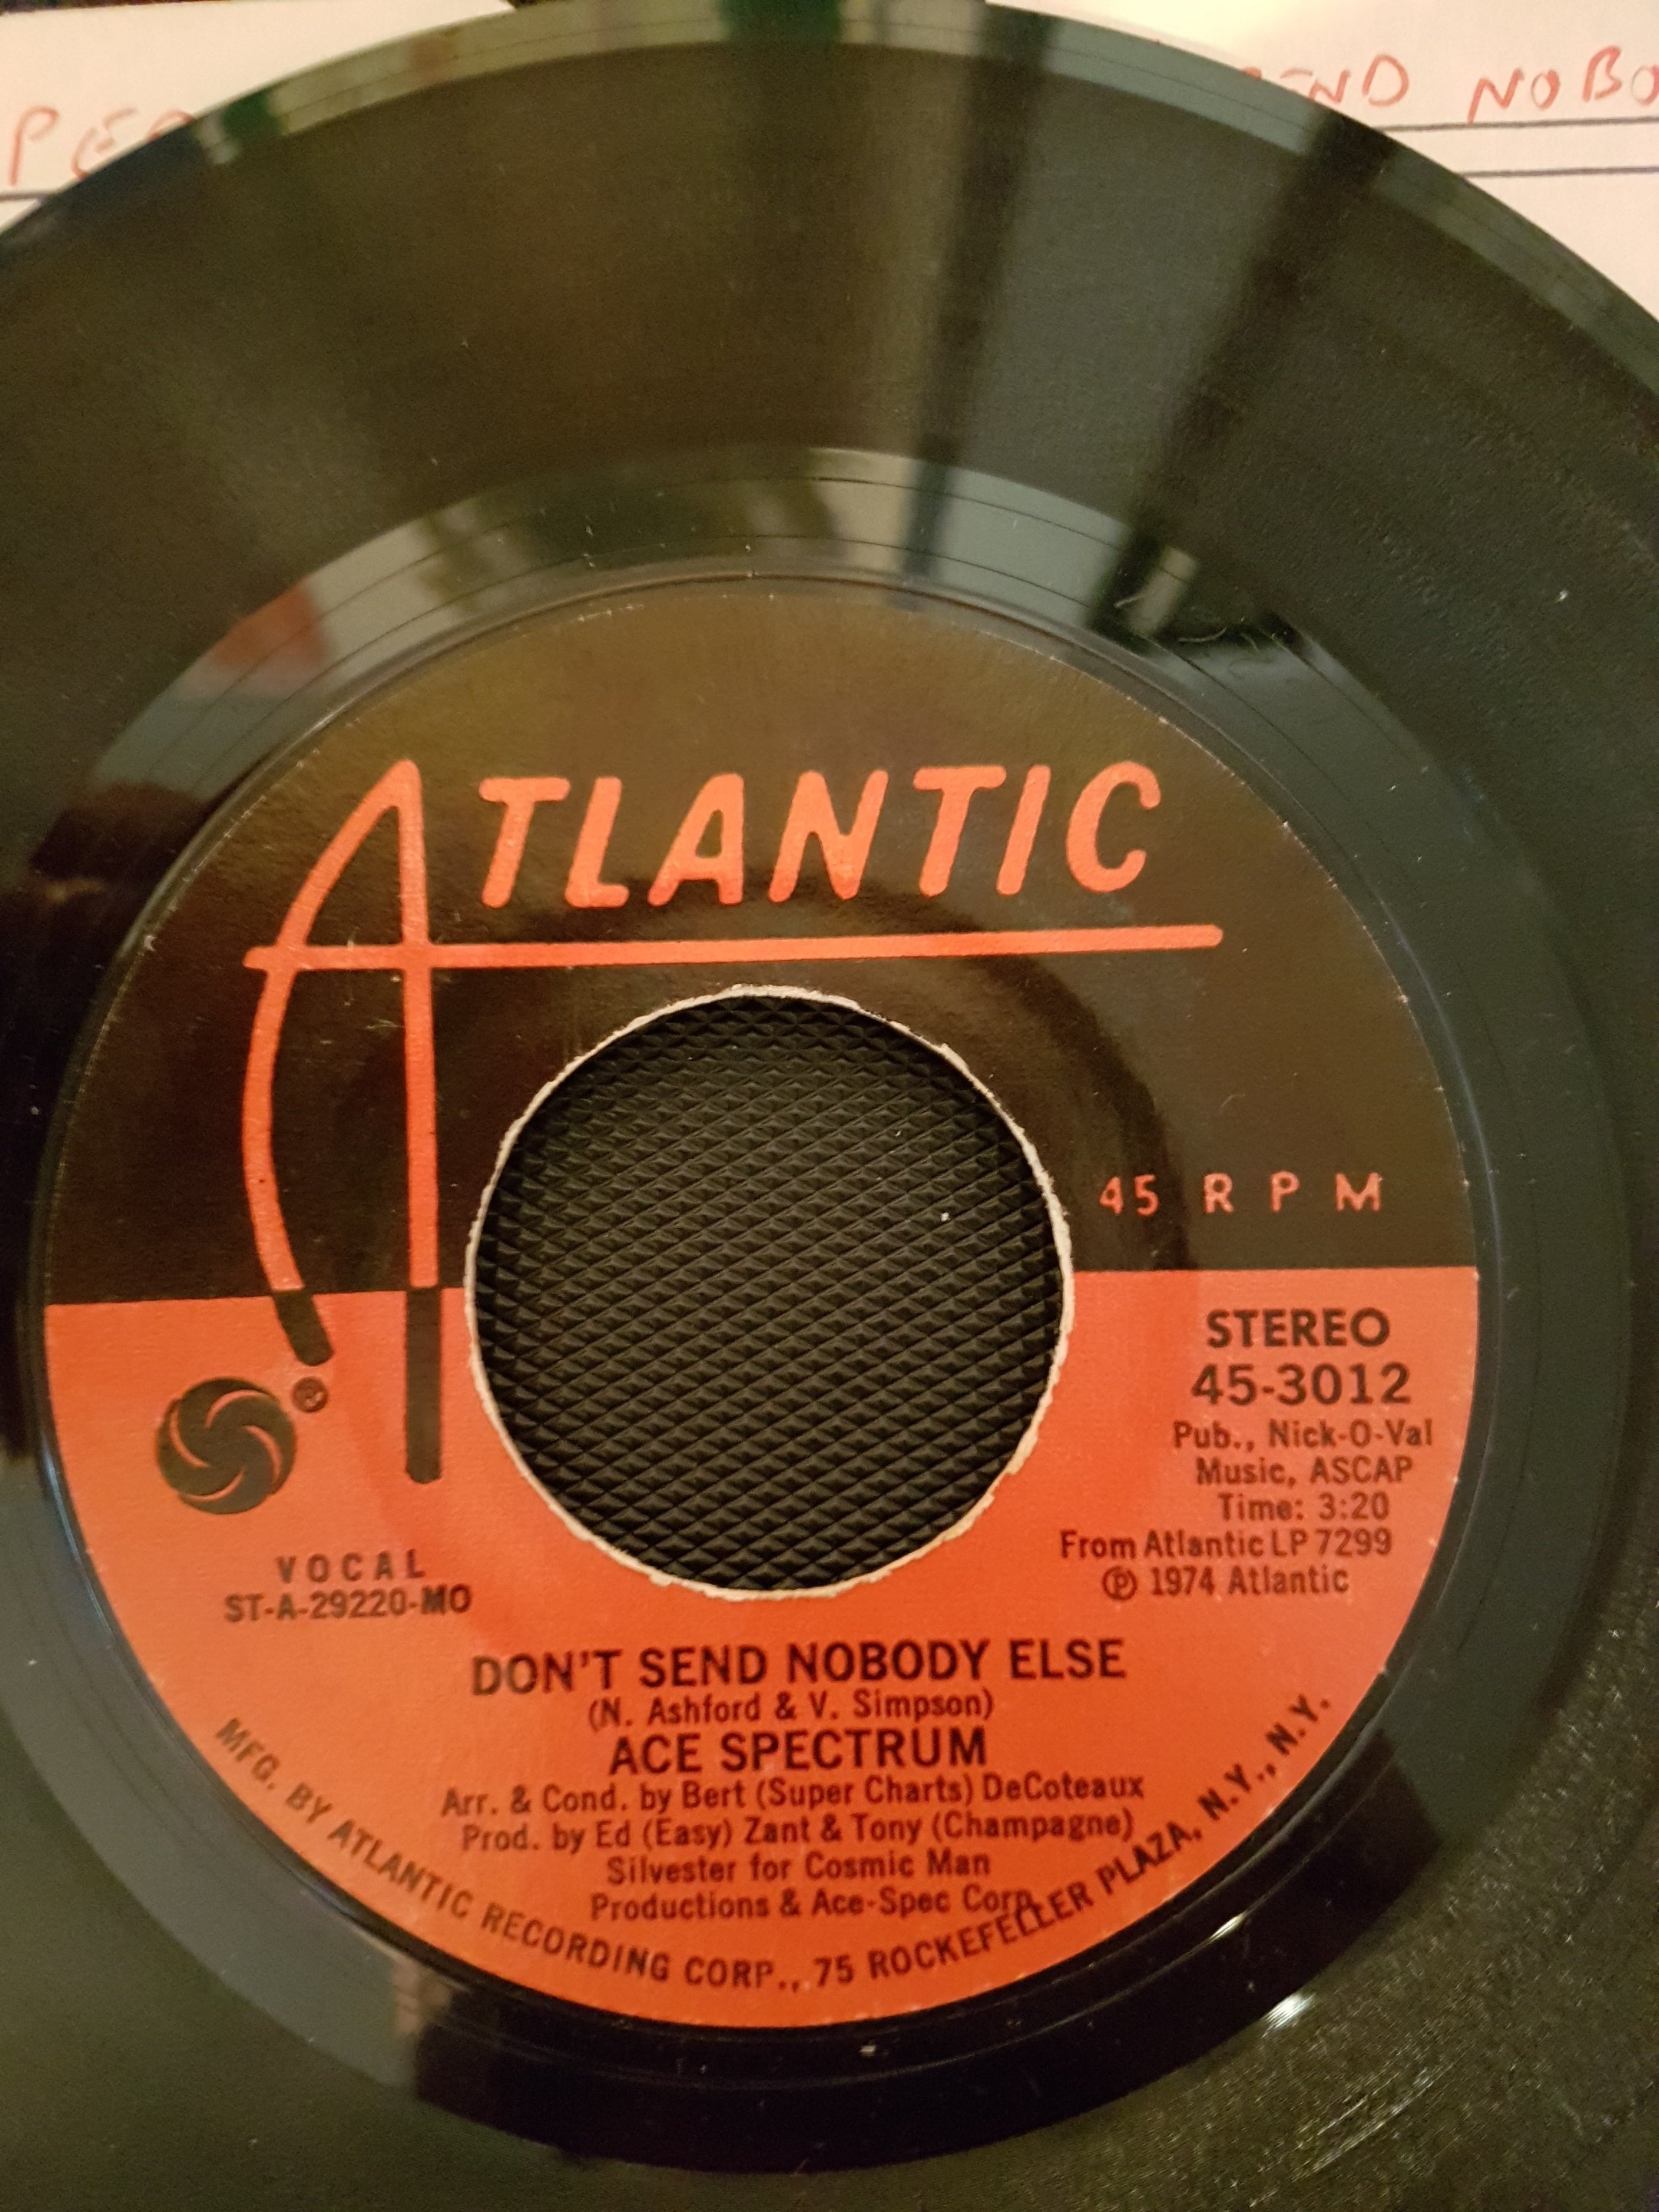 END NOBO
ATLANTIC
45 RPM
STEREO
45-3012
Pub., Nick-O-Val
Music, ASCAP
Time: 3:20
From Atlantic LP 7299
Ⓟ 1974 Atlantic
®
VOCAL
ST-A-29220-MO
DON'T SEND NOBODY ELSE
(N. Ashford & V. Simpson)
ACE SPECTRUM
Arr. & Cond. by Bert (Super Charts) DeCoteaux
Prod. by Ed (Easy) Zant & Tony (Champagne)
Silvester for Cosmic Man
Productions & Ace-Spec Corp.
MFG. BY ATLANTIC RECORDING CORP., 75 ROCKEFELLER PLAZA, N.Y., N.Y.